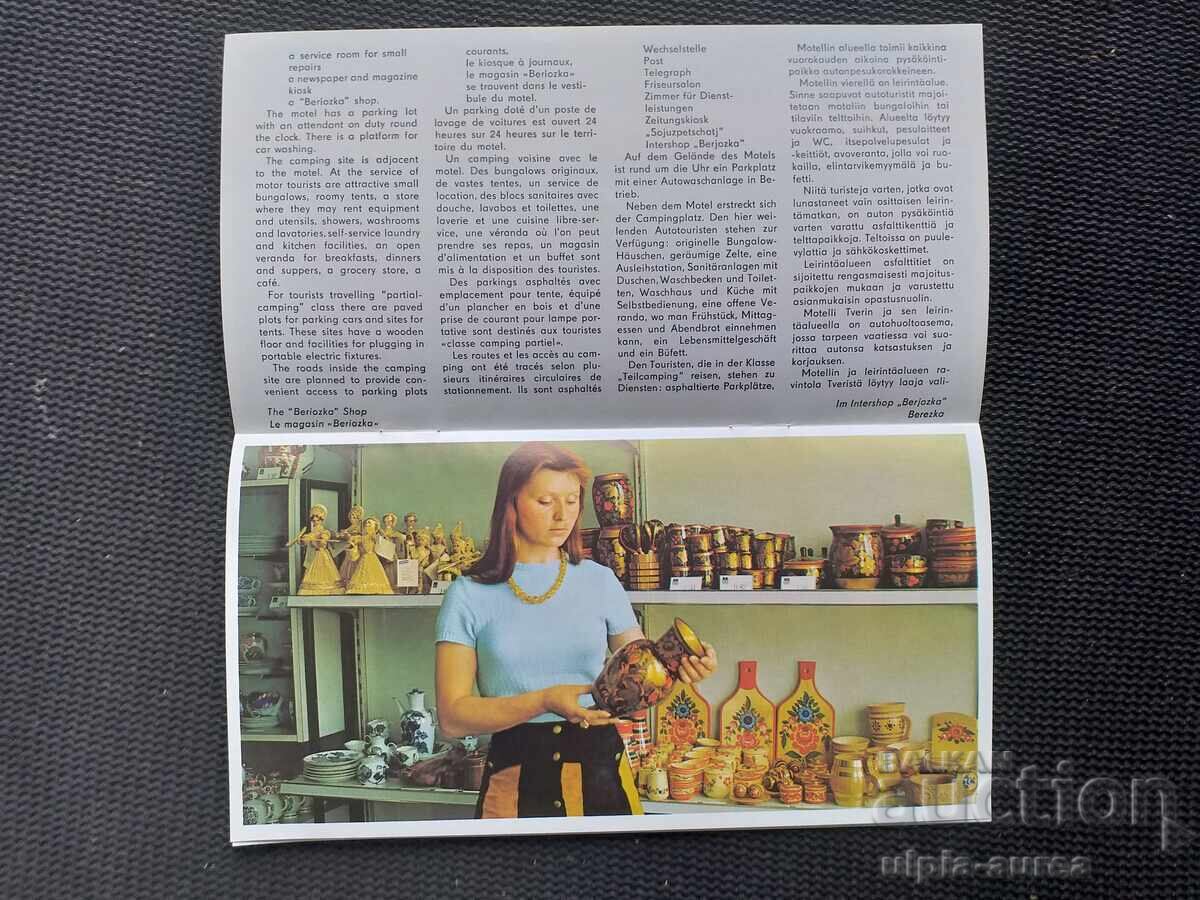 a service room for small
repairs
a newspaper and magazine
kiosk
a "Beriozka" shop.
The motel has a parking lot
with an attendant on duty round
the clock. There is a platform for
car washing.
The camping site is adjacent
to the motel. At the service of
motor tourists are attractive small
bungalows, roomy tents, a store
where they may rent equipment
and utensils, showers, washrooms
and lavatories, self-service laundry
and kitchen facilities, an open
veranda for breakfasts, dinners
and suppers, a grocery store, a
café.
For tourists travelling "partial-
camping" class there are paved
plots for parking cars and sites for
tents. These sites have a wooden
floor and facilities for plugging in
portable electric fixtures.
The roads inside the camping
site are planned to provide con-
venient access to parking plots
The "Beriozka" Shop
Le magasin «Beriozka»
courants,
le kiosque à journaux,
le magasin «Beriozka»
se trouvent dans le vesti-
bule du motel.
Un parking doté d'un poste de
lavage de voitures est ouvert 24
heures sur 24 heures sur le terri-
toire du motel.
Un camping voisine avec le
motel. Des bungalows originaux,
de vastes tentes, un service de
location, des blocs sanitaires avec
douche, lavabos et toilettes, une
laverie et une cuisine libre-ser-
vice, une véranda où l'on peut
prendre ses repas, un magasin
d'alimentation et un buffet sont
mis à la disposition des touristes.
Des parkings asphaltés avec
emplacement pour tente, équipé
d'un plancher en bois et d'une
prise de courant pour lampe por-
tative sont destinés aux touristes
«classe camping partiel».
Les routes et les accès au cam-
ping ont été tracés selon plu-
sieurs itinéraires circulaires de
stationnement. Ils sont asphaltés
Wechselstelle
Post
Telegraph
Friseursalon
Zimmer für Dienst-
leistungen
Zeitungskiosk
„Sojuzpetschatj"
Intershop „Berjozka"
Auf dem Gelände des Motels
ist rund um die Uhr ein Parkplatz
mit einer Autowaschanlage in Be-
trieb.
Neben dem Motel erstreckt sich
der Campingplatz. Den hier wei-
lenden Autotouristen stehen zur
Verfügung: originelle Bungalow-
Häuschen, geräumige Zelte, eine
Ausleihstation, Sanitäranlagen mit
Duschen, Waschbecken und Toilet-
ten, Waschhaus und Küche mit
Selbstbedienung, eine offene Ve-
randa, wo man Frühstück, Mittag-
essen und Abendbrot einnehmen
kann, ein Lebensmittelgeschäft
und ein Büfett.
Den Touristen, die in der Klasse
„Teilcamping" reisen, stehen zu
Diensten: asphaltierte Parkplätze,
Motellin alueella toimii kaikkina
vuorokauden aikoina pysäköinti-
paikka autonpesukorokkeineen.
Motellin vierellä on leirintäalue.
Sinne saapuvat autoturistit majoi-
tetaan motaliin bungaloihin tai
tilaviin telttoihin. Alueelta löytyy
vuokraamo, suihkut, pesulaitteet
ja WC, itsepalvelupesulat ja
-keittiöt, avoveranta, jolla voi ruo-
kailla, elintarvikemyymälä ja bu-
fetti.
Niitä turisteja varten, jotka ovat
lunastaneet vain osittaisen leirin-
tämatkan, on auton pysäköintiä
varten varattu asfalttikenttiä ja
telttapaikkoja. Teltoissa on puule-
vylattia ja sähkökoskettimet.
Leirintäalueen asfalttitiet on
sijoitettu rengasmaisesti majoitus-
paikkojen mukaan ja varustettu
asianmukaisin opastusnuolin.
Motelli Tverin ja sen leirin-
täalueella on autohuoltoasema,
jossa tarpeen vaatiessa voi suo-
rittaa autonsa katsastuksen ja
korjauksen.
Motellin ja leirintäalueen ra-
vintola Tveristä löytyy laaja vali-
Im Intershop „Berjozka"
Berezka
BALKAN
auction
ulpia-aurea